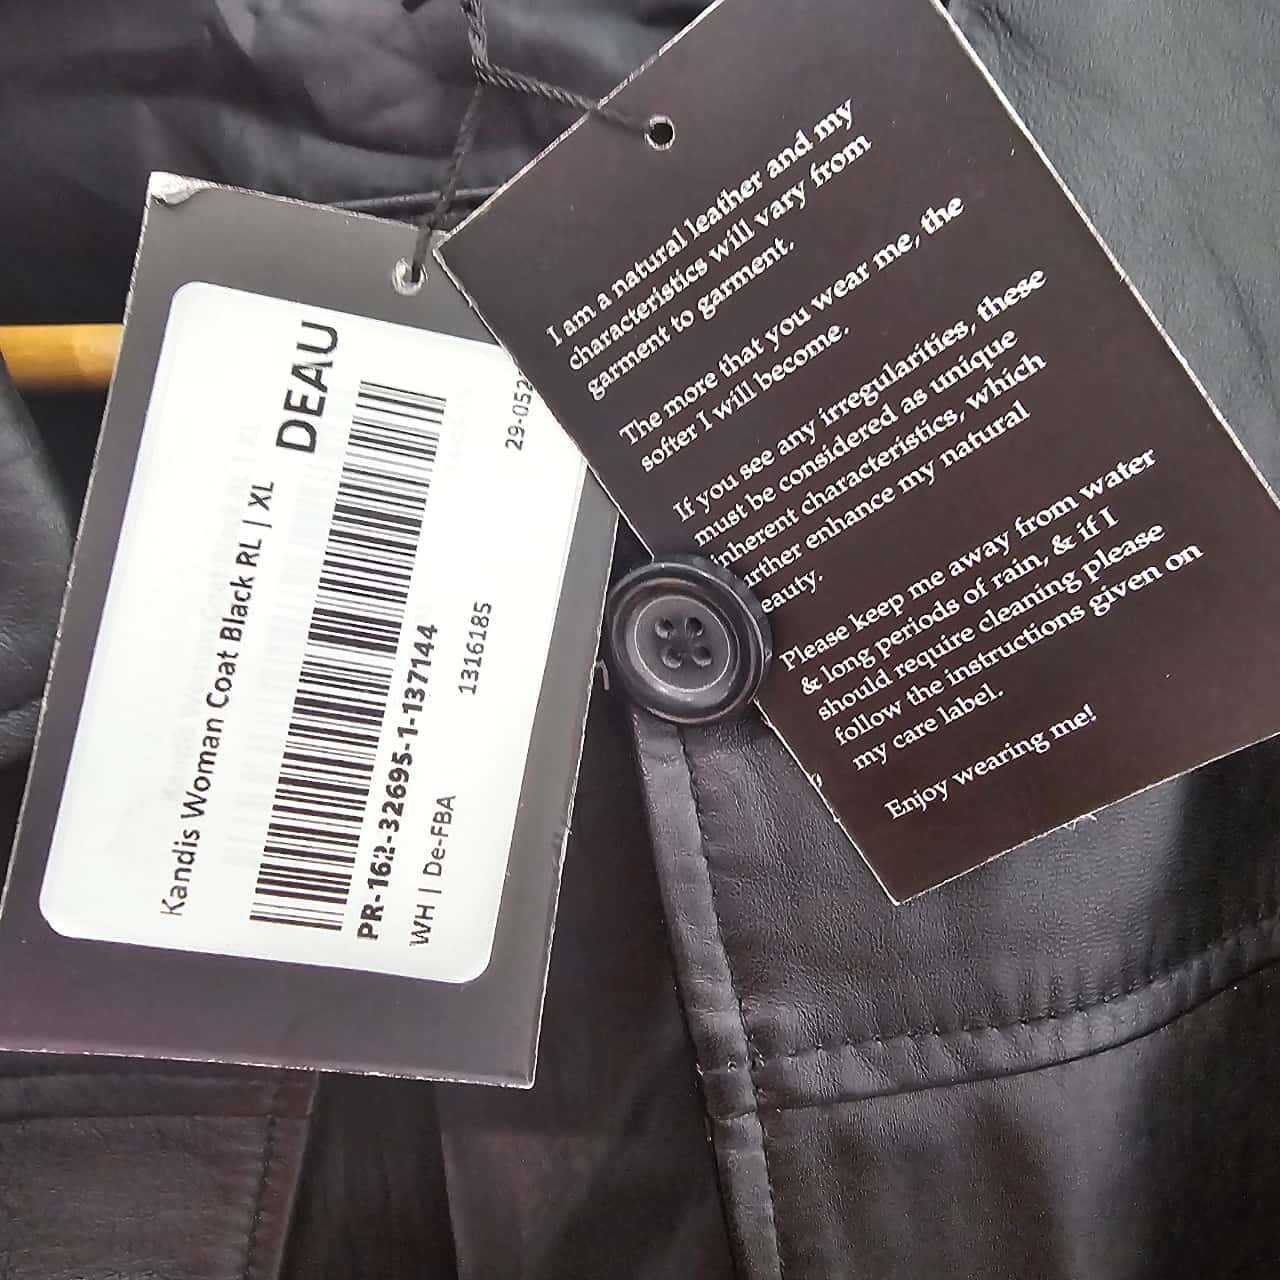 Kandis Woman Coat Black RL | XL
DEAU
PR-162-32695-1-137144
WH | De-FBA
1316185
29-052
I am a natural leather and my
characteristics will vary from
garment to garment.
The more that you wear me, the
softer I will become.
If you see any irregularities, these
must be considered as unique
inherent characteristics, which
urther enhance my natural
eauty.
Please keep me away from water
& long periods of rain, & if I
should require cleaning please
follow the instructions given on
my care label.
Enjoy wearing me!